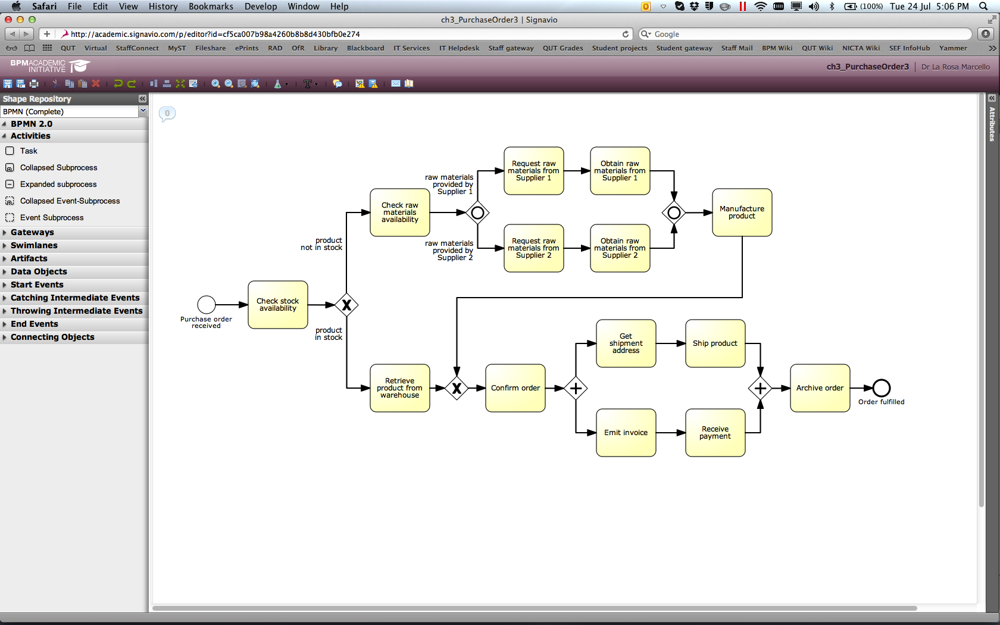 Safari File Edit View History Bookmarks Develop Window Help (100%) Tue 24 Jul 5:06 PM
ch3_PurchaseOrder3 | Signavio
http://academic.signavio.com/p/editor?id=cf5ca007b98a4260b8b8d430bfb0e274 Google
QUT Virtual StaffConnect MyST Fileshare ePrints RAD OfR Library Blackboard IT Services IT Helpdesk Staff gateway QUT Grades Student projects Student gateway Staff Mail BPM Wiki QUT Wiki NICTA Wiki SEF InfoHub Yammer
BPMACADEMIC
INITIATIVE
ch3_PurchaseOrder3 Dr La Rosa Marcello
Shape Repository
BPMN (Complete)
BPMN 2.0
Activities
Task
Collapsed Subprocess
Expanded subprocess
Collapsed Event-Subprocess
Event Subprocess
Gateways
Swimlanes
Artifacts
Data Objects
Start Events
Catching Intermediate Events
Throwing Intermediate Events
End Events
Connecting Objects
Attributes
0
Purchase order
received
Check stock
availability
product
not in stock
product
in stock
Check raw
materials
availability
raw materials
provided by
Supplier 1
raw materials
provided by
Supplier 2
Request raw
materials from
Supplier 1
Obtain raw
materials from
Supplier 1
Request raw
materials from
Supplier 2
Obtain raw
materials from
Supplier 2
Manufacture
product
Retrieve
product from
warehouse
Confirm order
Get
shipment
address
Ship product
Emit invoice
Receive
payment
Archive order
Order fulfilled